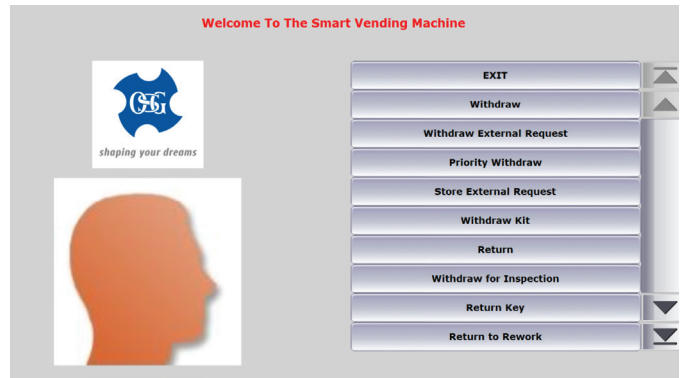 Welcome To The Smart Vending Machine
OSG
shaping your dreams
EXIT
Withdraw
Withdraw External Request
Priority Withdraw
Store External Request
Withdraw Kit
Return
Withdraw for Inspection
Return Key
Return to Rework